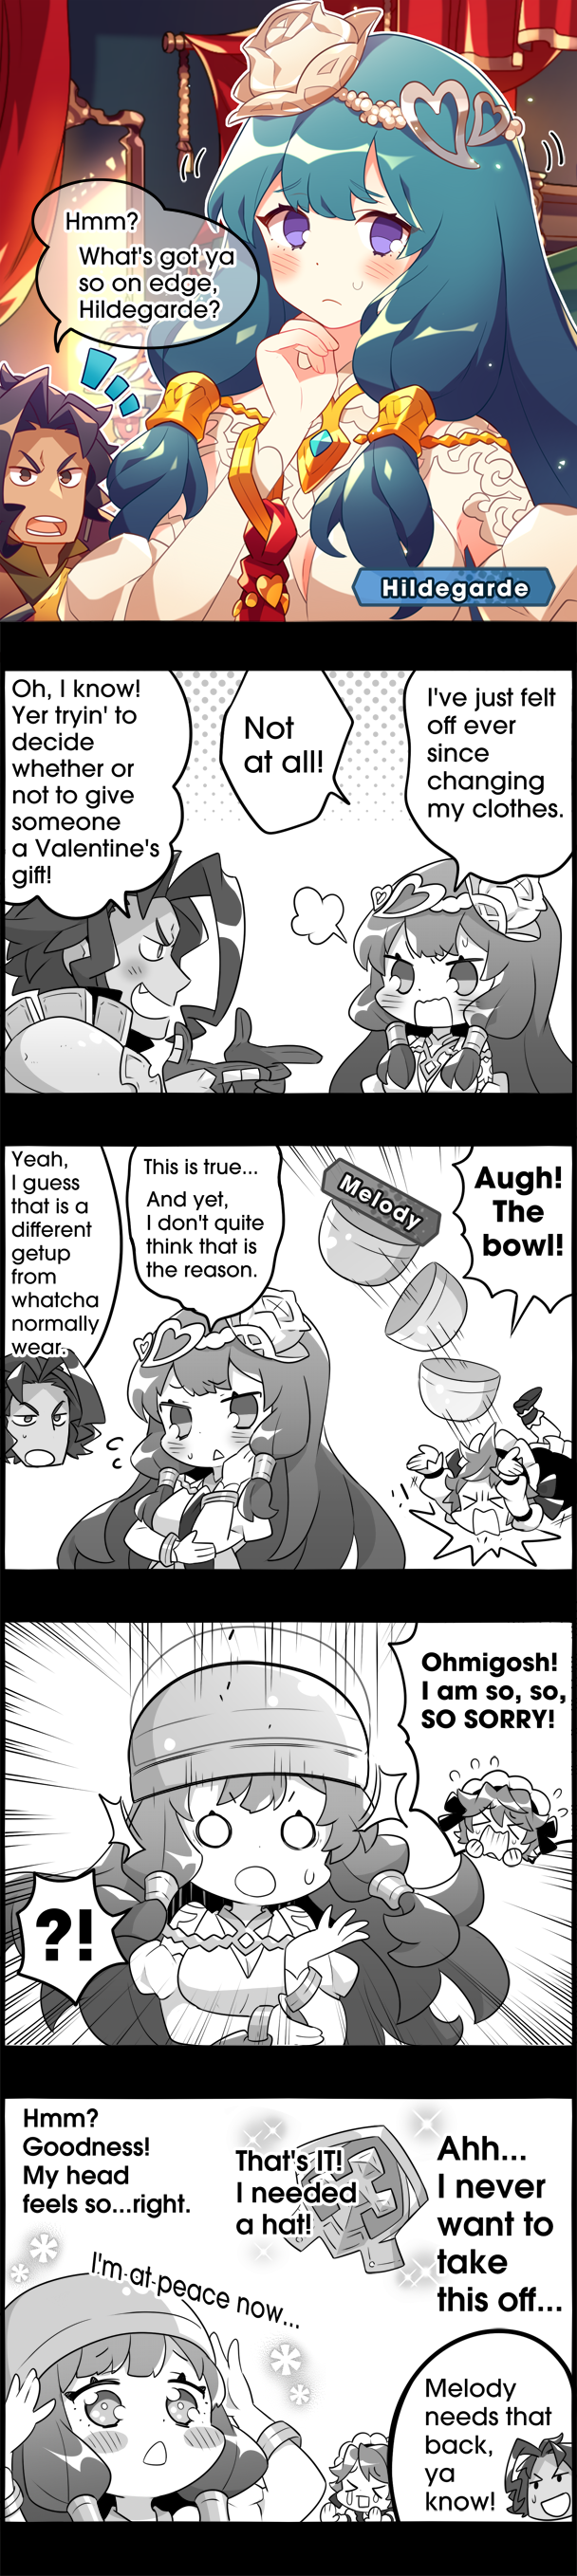 Hmm?
What's got ya
so on edge,
Hildegarde?
Hildegarde
Oh, I know!
Yer tryin' to
decide
whether or
not to give
someone
a Valentine's
gift!
Not
at all!
I've just felt
off ever
since
changing
my clothes.
Yeah,
I guess
that is a
different
getup
from
whatcha
normally
wear.
This is true...
And yet,
I don't quite
think that is
the reason.
Melody
Augh!
The
bowl!
Ohmigosh!
I am so, so,
SO SORRY!
?!
Hmm?
Goodness!
My head
feels so...right.
I'm at peace now...
That's IT!
I needed
a hat!
Ahh...
I never
want to
take
this off...
Melody
needs that
back,
ya
know!